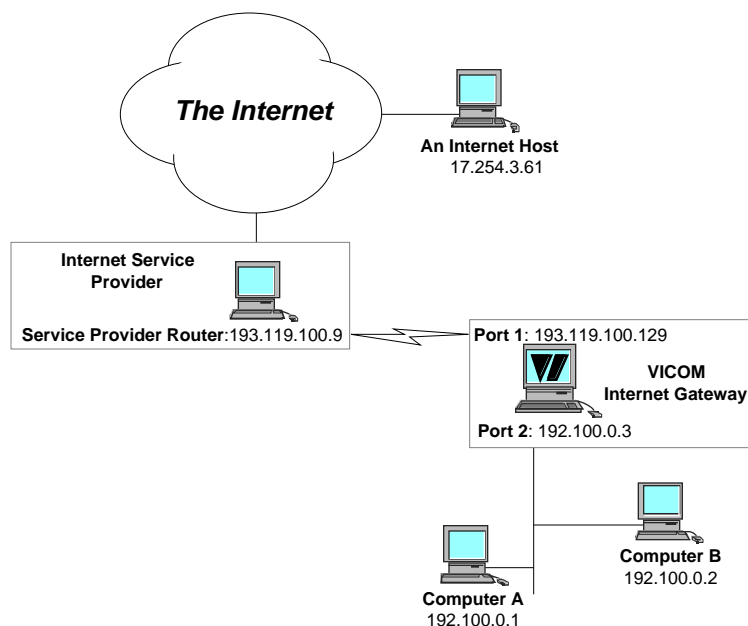 The Internet
An Internet Host
17.254.3.61
Internet Service
Provider
Service Provider Router:193.119.100.9
Port 1: 193.119.100.129
VICOM
Internet Gateway
Port 2: 192.100.0.3
Computer B
192.100.0.2
Computer A
192.100.0.1